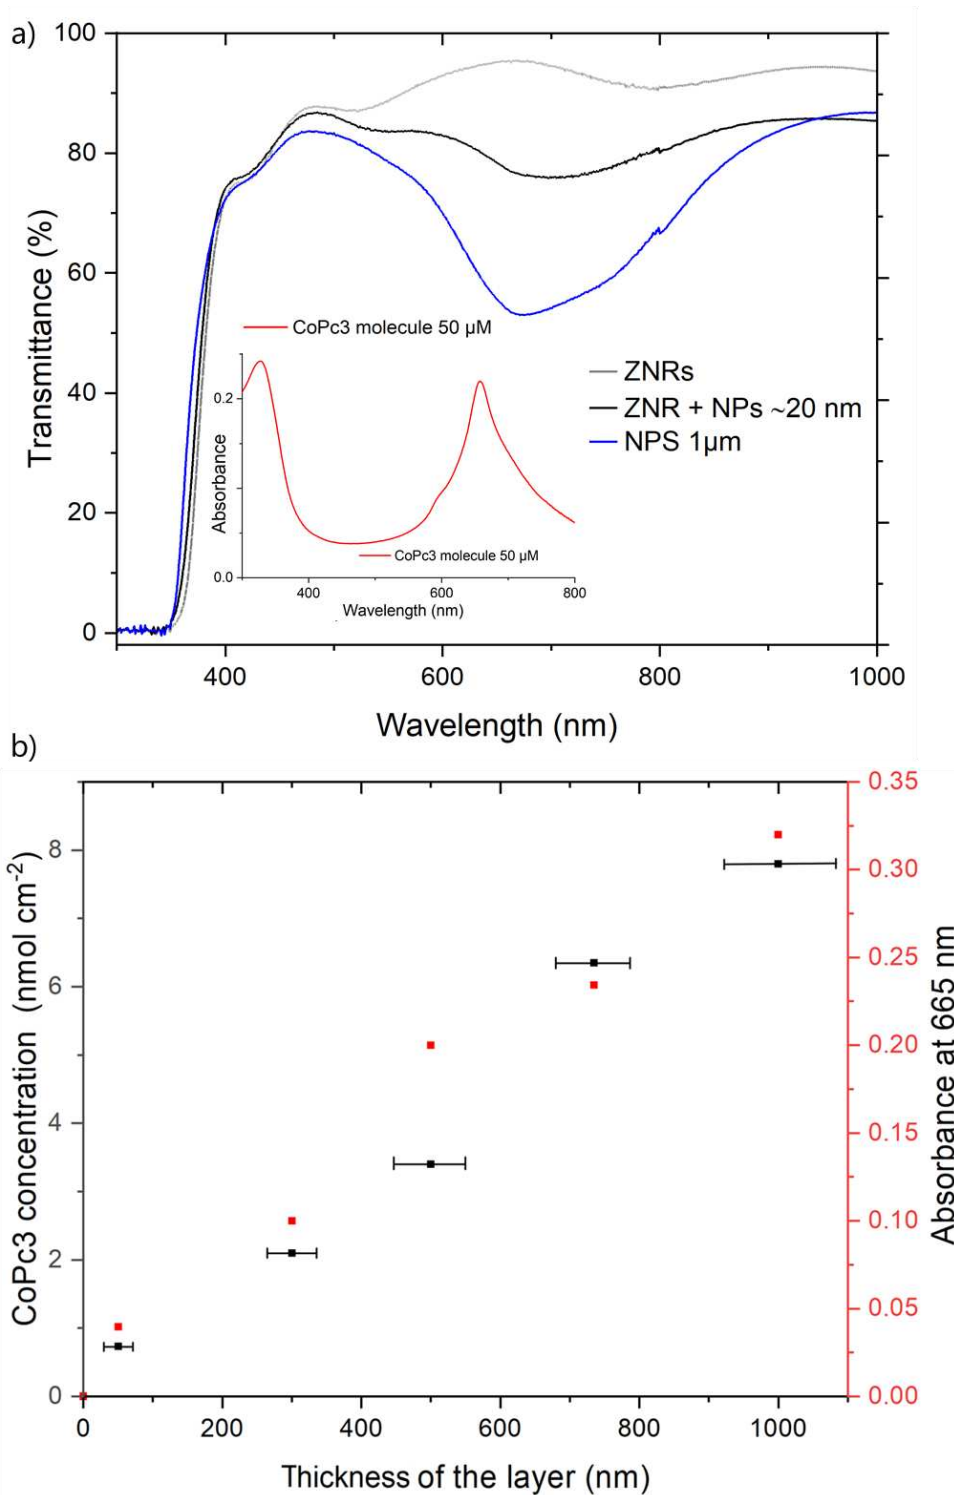 a)
100
80
60
40
20
0
Transmittance (%)
CoPc3 molecule 50 µM
0.2
0.0
Absorbance
CoPc3 molecule 50 µM
400
600
800
Wavelength (nm)
ZNRs
ZNR + NPs ~20 nm
NPS 1µm
400
600
800
1000
Wavelength (nm)
b)
8
6
4
2
0
CoPc3 concentration (nmol cm-2)
0.35
0.30
0.25
0.20
0.15
0.10
0.05
0.00
Absorbance at 665 nm
0
200
400
600
800
1000
Thickness of the layer (nm)